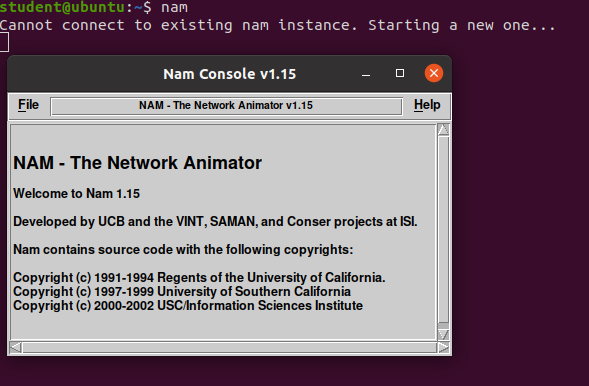 student@ubuntu:~$ nam
Cannot connect to existing nam instance. Starting a new one...
Nam Console v1.15
File NAM - The Network Animator v1.15 Help
NAM - The Network Animator
Welcome to Nam 1.15
Developed by UCB and the VINT, SAMAN, and Conser projects at ISI.
Nam contains source code with the following copyrights:
Copyright (c) 1991-1994 Regents of the University of California.
Copyright (c) 1997-1999 University of Southern California
Copyright (c) 2000-2002 USC/Information Sciences Institute